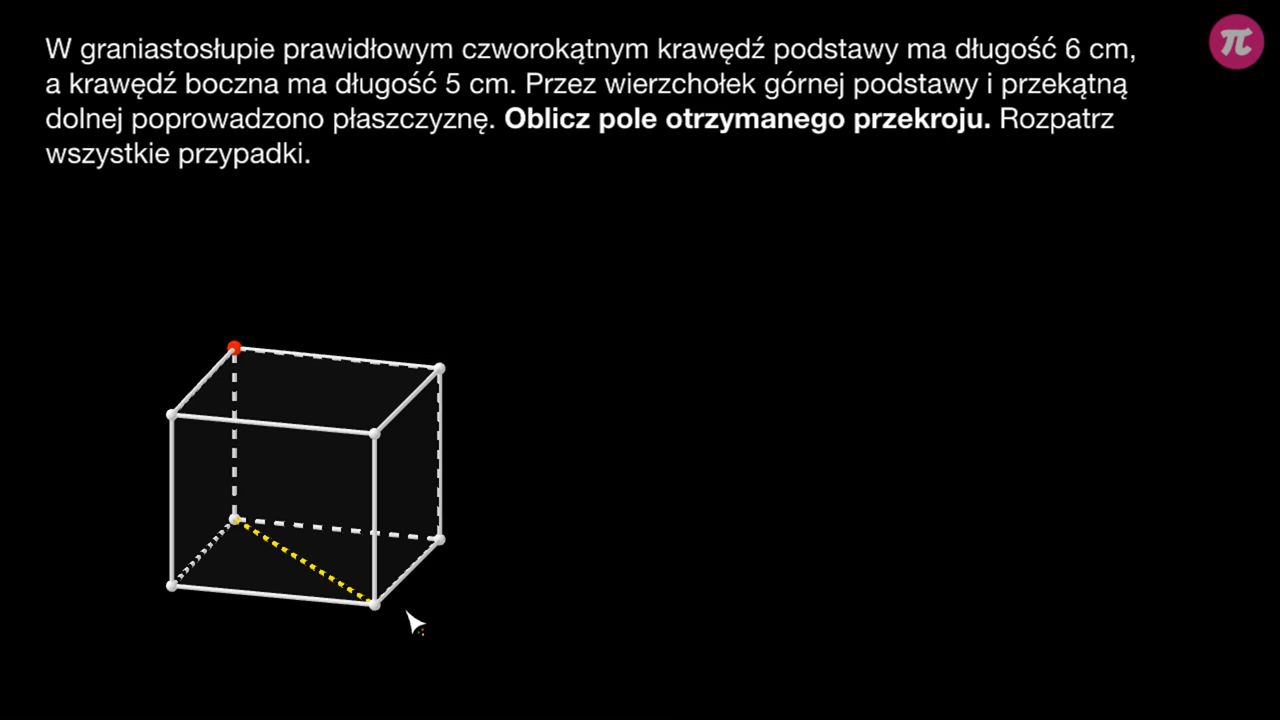 W graniastosłupie prawidłowym czworokątnym krawędź podstawy ma długość 6 cm,
a krawędź boczna ma długość 5 cm. Przez wierzchołek górnej podstawy i przekątną
dolnej poprowadzono płaszczyznę. Oblicz pole otrzymanego przekroju. Rozpatrz
wszystkie przypadki.
π